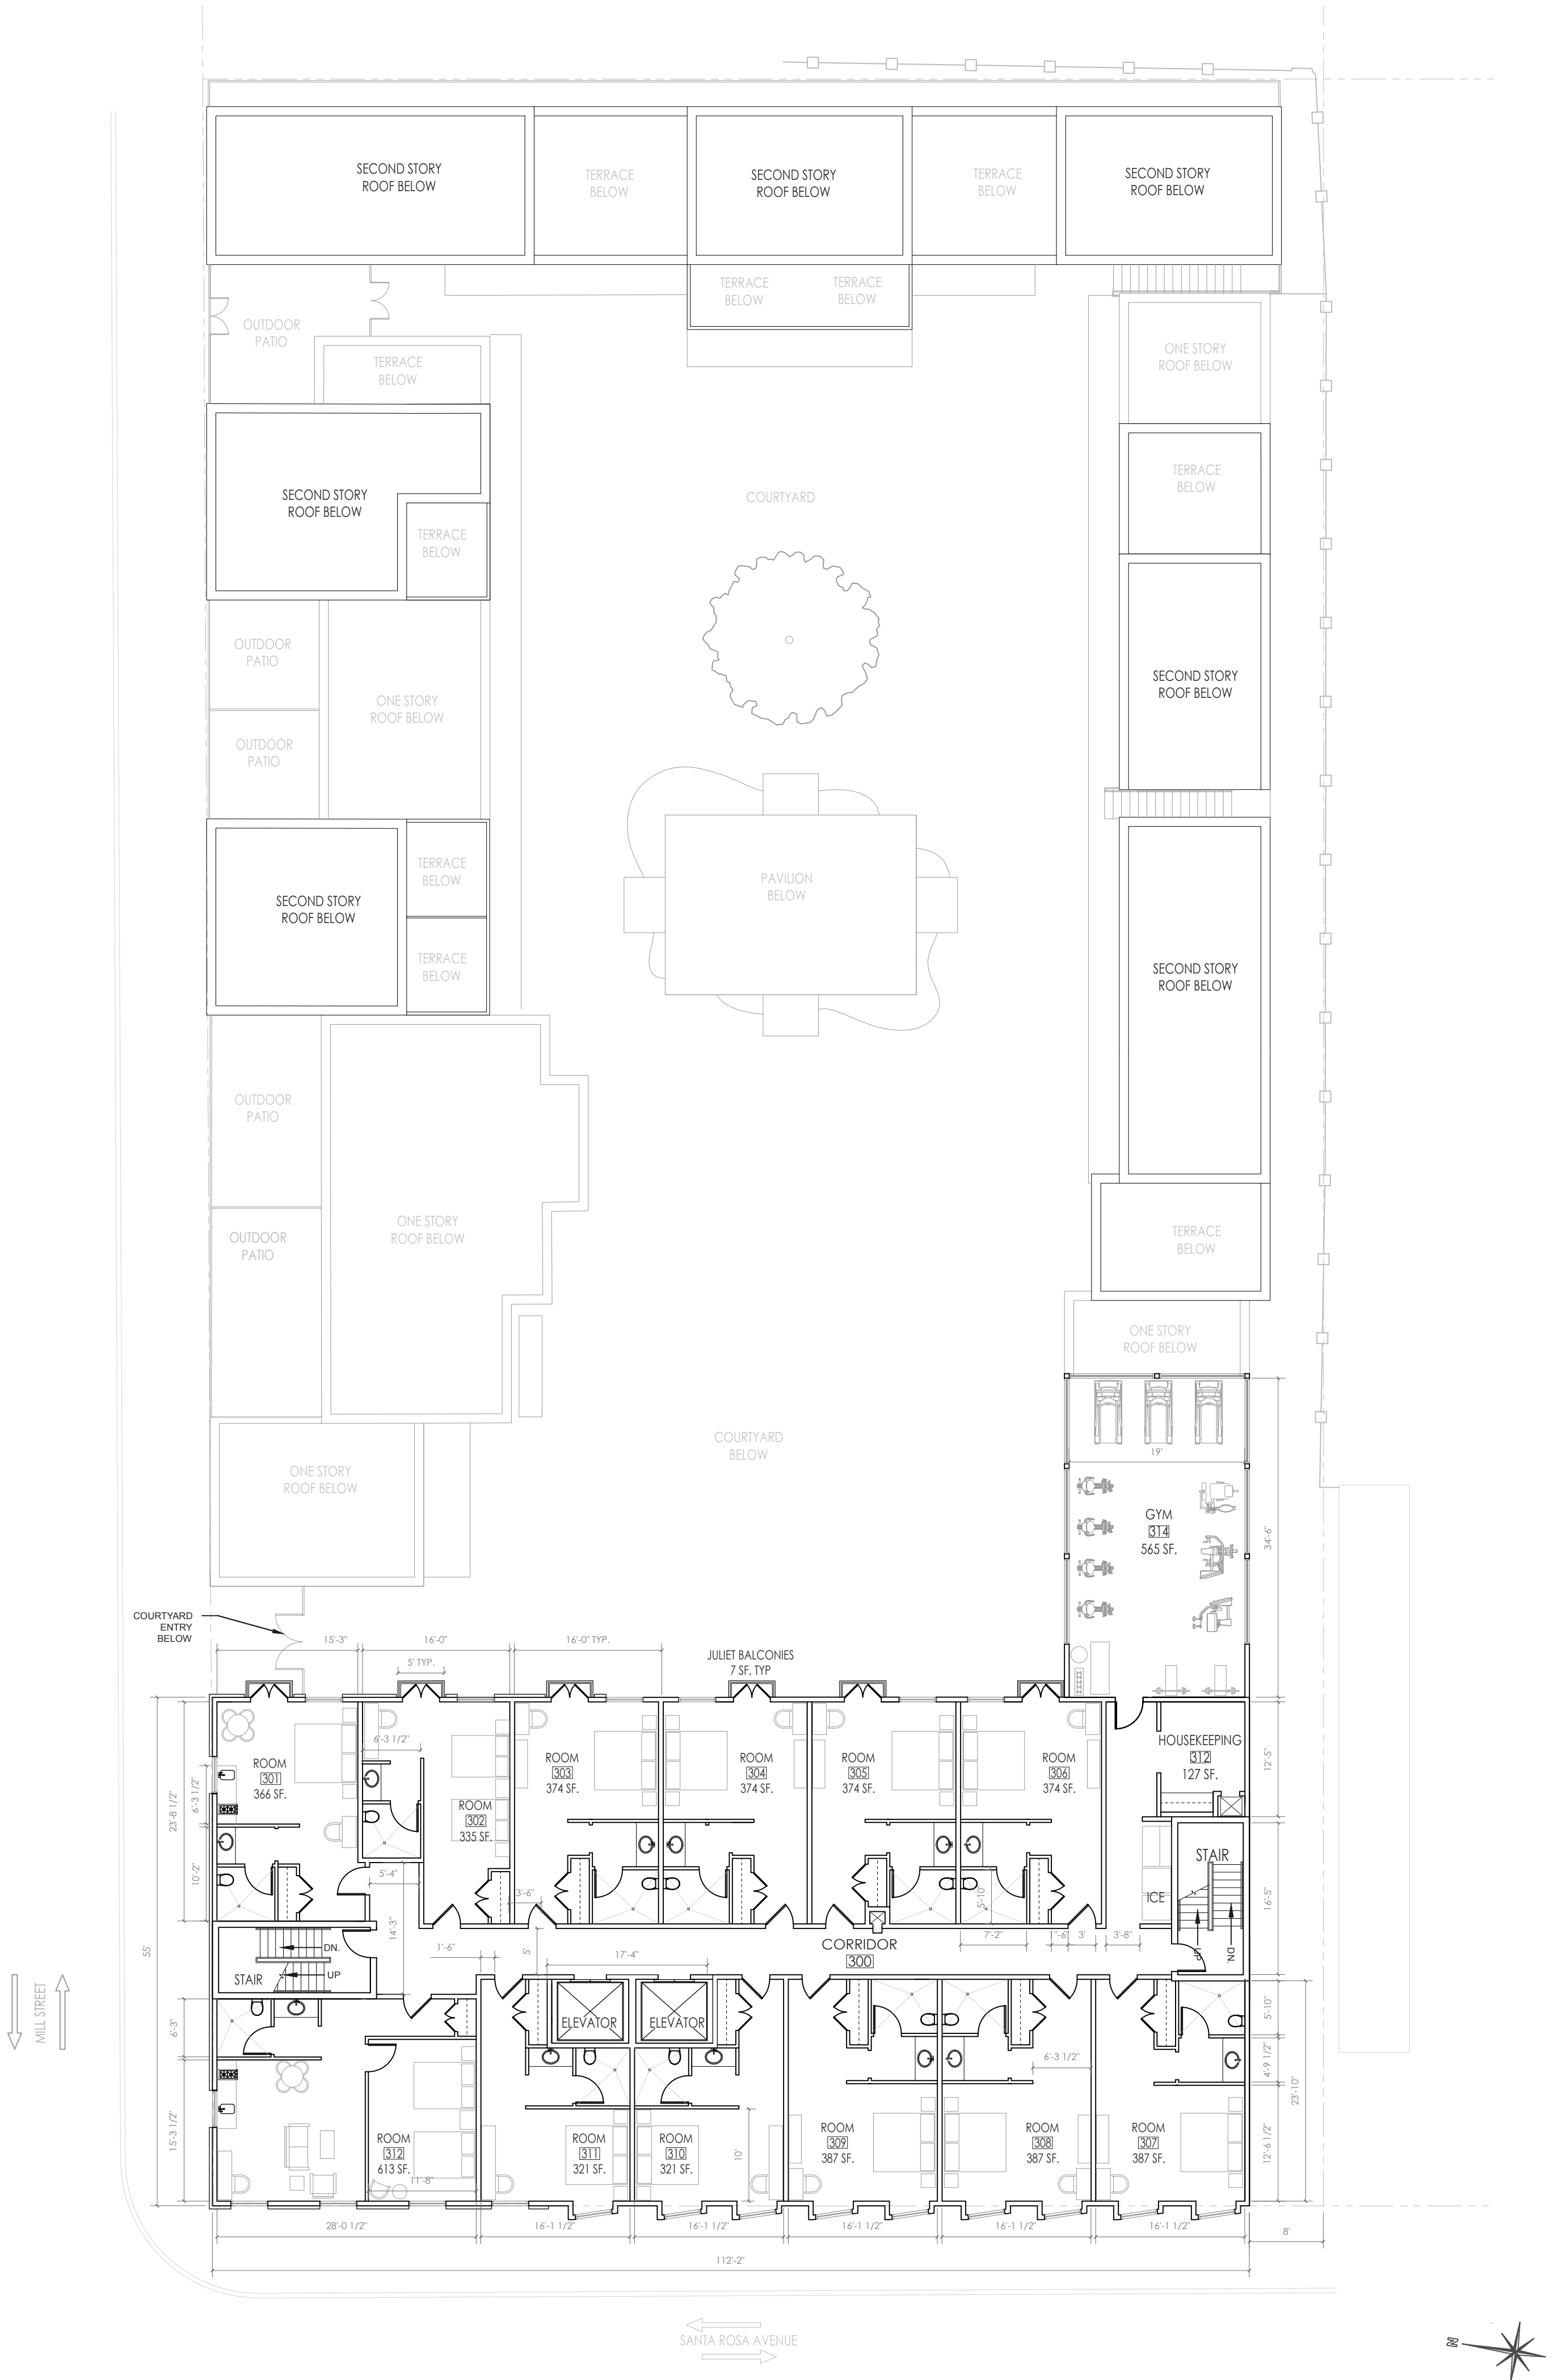 SECOND STORY
ROOF BELOW
TERRACE
BELOW
SECOND STORY
ROOF BELOW
TERRACE
BELOW
SECOND STORY
ROOF BELOW
TERRACE
BELOW
TERRACE
BELOW
OUTDOOR
PATIO
TERRACE
BELOW
ONE STORY
ROOF BELOW
SECOND STORY
ROOF BELOW
TERRACE
BELOW
COURTYARD
TERRACE
BELOW
OUTDOOR
PATIO
ONE STORY
ROOF BELOW
OUTDOOR
PATIO
SECOND STORY
ROOF BELOW
SECOND STORY
ROOF BELOW
TERRACE
BELOW
TERRACE
BELOW
PAVILION
BELOW
SECOND STORY
ROOF BELOW
OUTDOOR
PATIO
ONE STORY
ROOF BELOW
OUTDOOR
PATIO
TERRACE
BELOW
ONE STORY
ROOF BELOW
COURTYARD
BELOW
ONE STORY
ROOF BELOW
19'
GYM
314
565 SF.
34'-6"
COURTYARD
ENTRY
BELOW
15'-3"
16'-0"
16'-0" TYP.
5' TYP.
JULIET BALCONIES
7 SF. TYP
ROOM
301
366 SF.
6'-3 1/2"
ROOM
302
335 SF.
ROOM
303
374 SF.
ROOM
304
374 SF.
ROOM
305
374 SF.
ROOM
306
374 SF.
HOUSEKEEPING
312
127 SF.
12'-5"
23'-8 1/2"
6'-3 1/2"
10'-2"
5'-4"
14'-3"
3'-6"
5'-10"
STAIR
ICE
UP
DN.
16'-5"
55'
STAIR
DN.
UP
1'-6"
5'
17'-4"
CORRIDOR
300
7'-2"
1'-6"
3'
3'-8"
ELEVATOR
ELEVATOR
6'-3"
15'-3 1/2"
ROOM
312
613 SF.
11'-8"
ROOM
311
321 SF.
ROOM
310
321 SF.
10'
ROOM
309
387 SF.
6'-3 1/2"
ROOM
308
387 SF.
ROOM
307
387 SF.
5'-10"
4'-9 1/2"
12'-6 1/2"
23'-10"
28'-0 1/2"
16'-1 1/2"
16'-1 1/2"
16'-1 1/2"
16'-1 1/2"
16'-1 1/2"
8'
112'-2"
MILL STREET
SANTA ROSA AVENUE
N